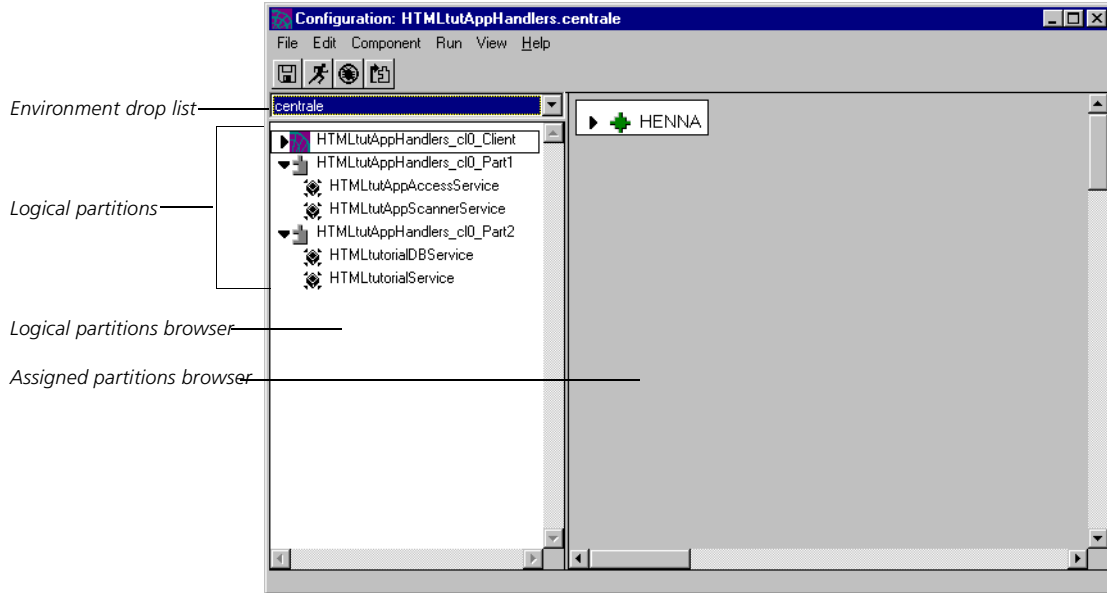 Configuration: HTMLtutAppHandlers.centrale
File Edit Component Run View Help
Environment drop list
centrale
HENNA
HTMLtutAppHandlers_cl0_Client
HTMLtutAppHandlers_cl0_Part1
HTMLtutAppAccessService
Logical partitions
HTMLtutAppScannerService
HTMLtutAppHandlers_cl0_Part2
HTMLtutorialDBService
HTMLtutorialService
Logical partitions browser
Assigned partitions browser